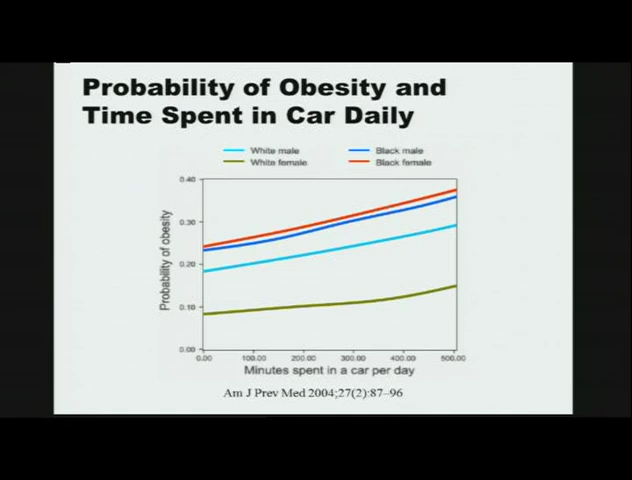 Probability of Obesity and
Time Spent in Car Daily
White male
Black male
White female
Black female
0.40
0.30
0.20
0.10
0.00
Probability of obesity
0.00 100.00 200.00 300.00 400.00 500.00
Minutes spent in a car per day
Am J Prev Med 2004;27(2):87–96